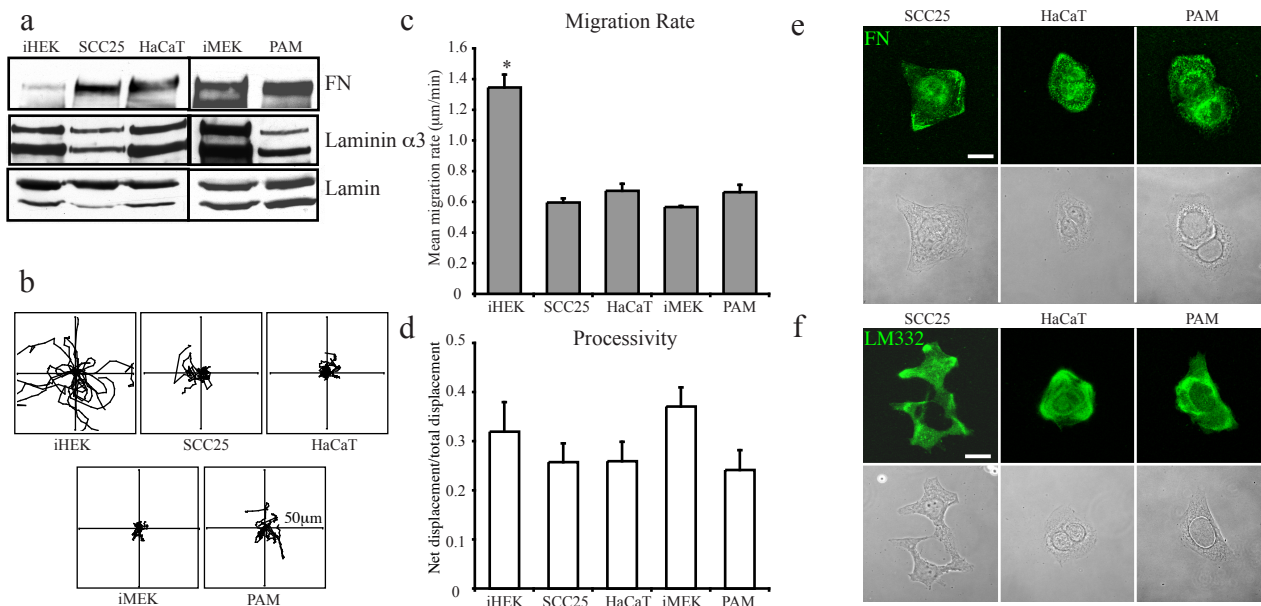 a
iHEK SCC25 HaCaT iMEK PAM
FN
Laminin α3
Lamin
b
iHEK
SCC25
HaCaT
50µm
iMEK
PAM
c
Migration Rate
Mean migration rate (µm/min)
1.6
1.4
1.2
1.0
0.8
0.6
0.4
0.2
0
*
iHEK SCC25 HaCaT iMEK PAM
d
Processivity
Net displacement/total displacement
0.5
0.4
0.3
0.2
0.1
0
iHEK SCC25 HaCaT iMEK PAM
e
SCC25 HaCaT PAM
FN
f
SCC25 HaCaT PAM
LM332